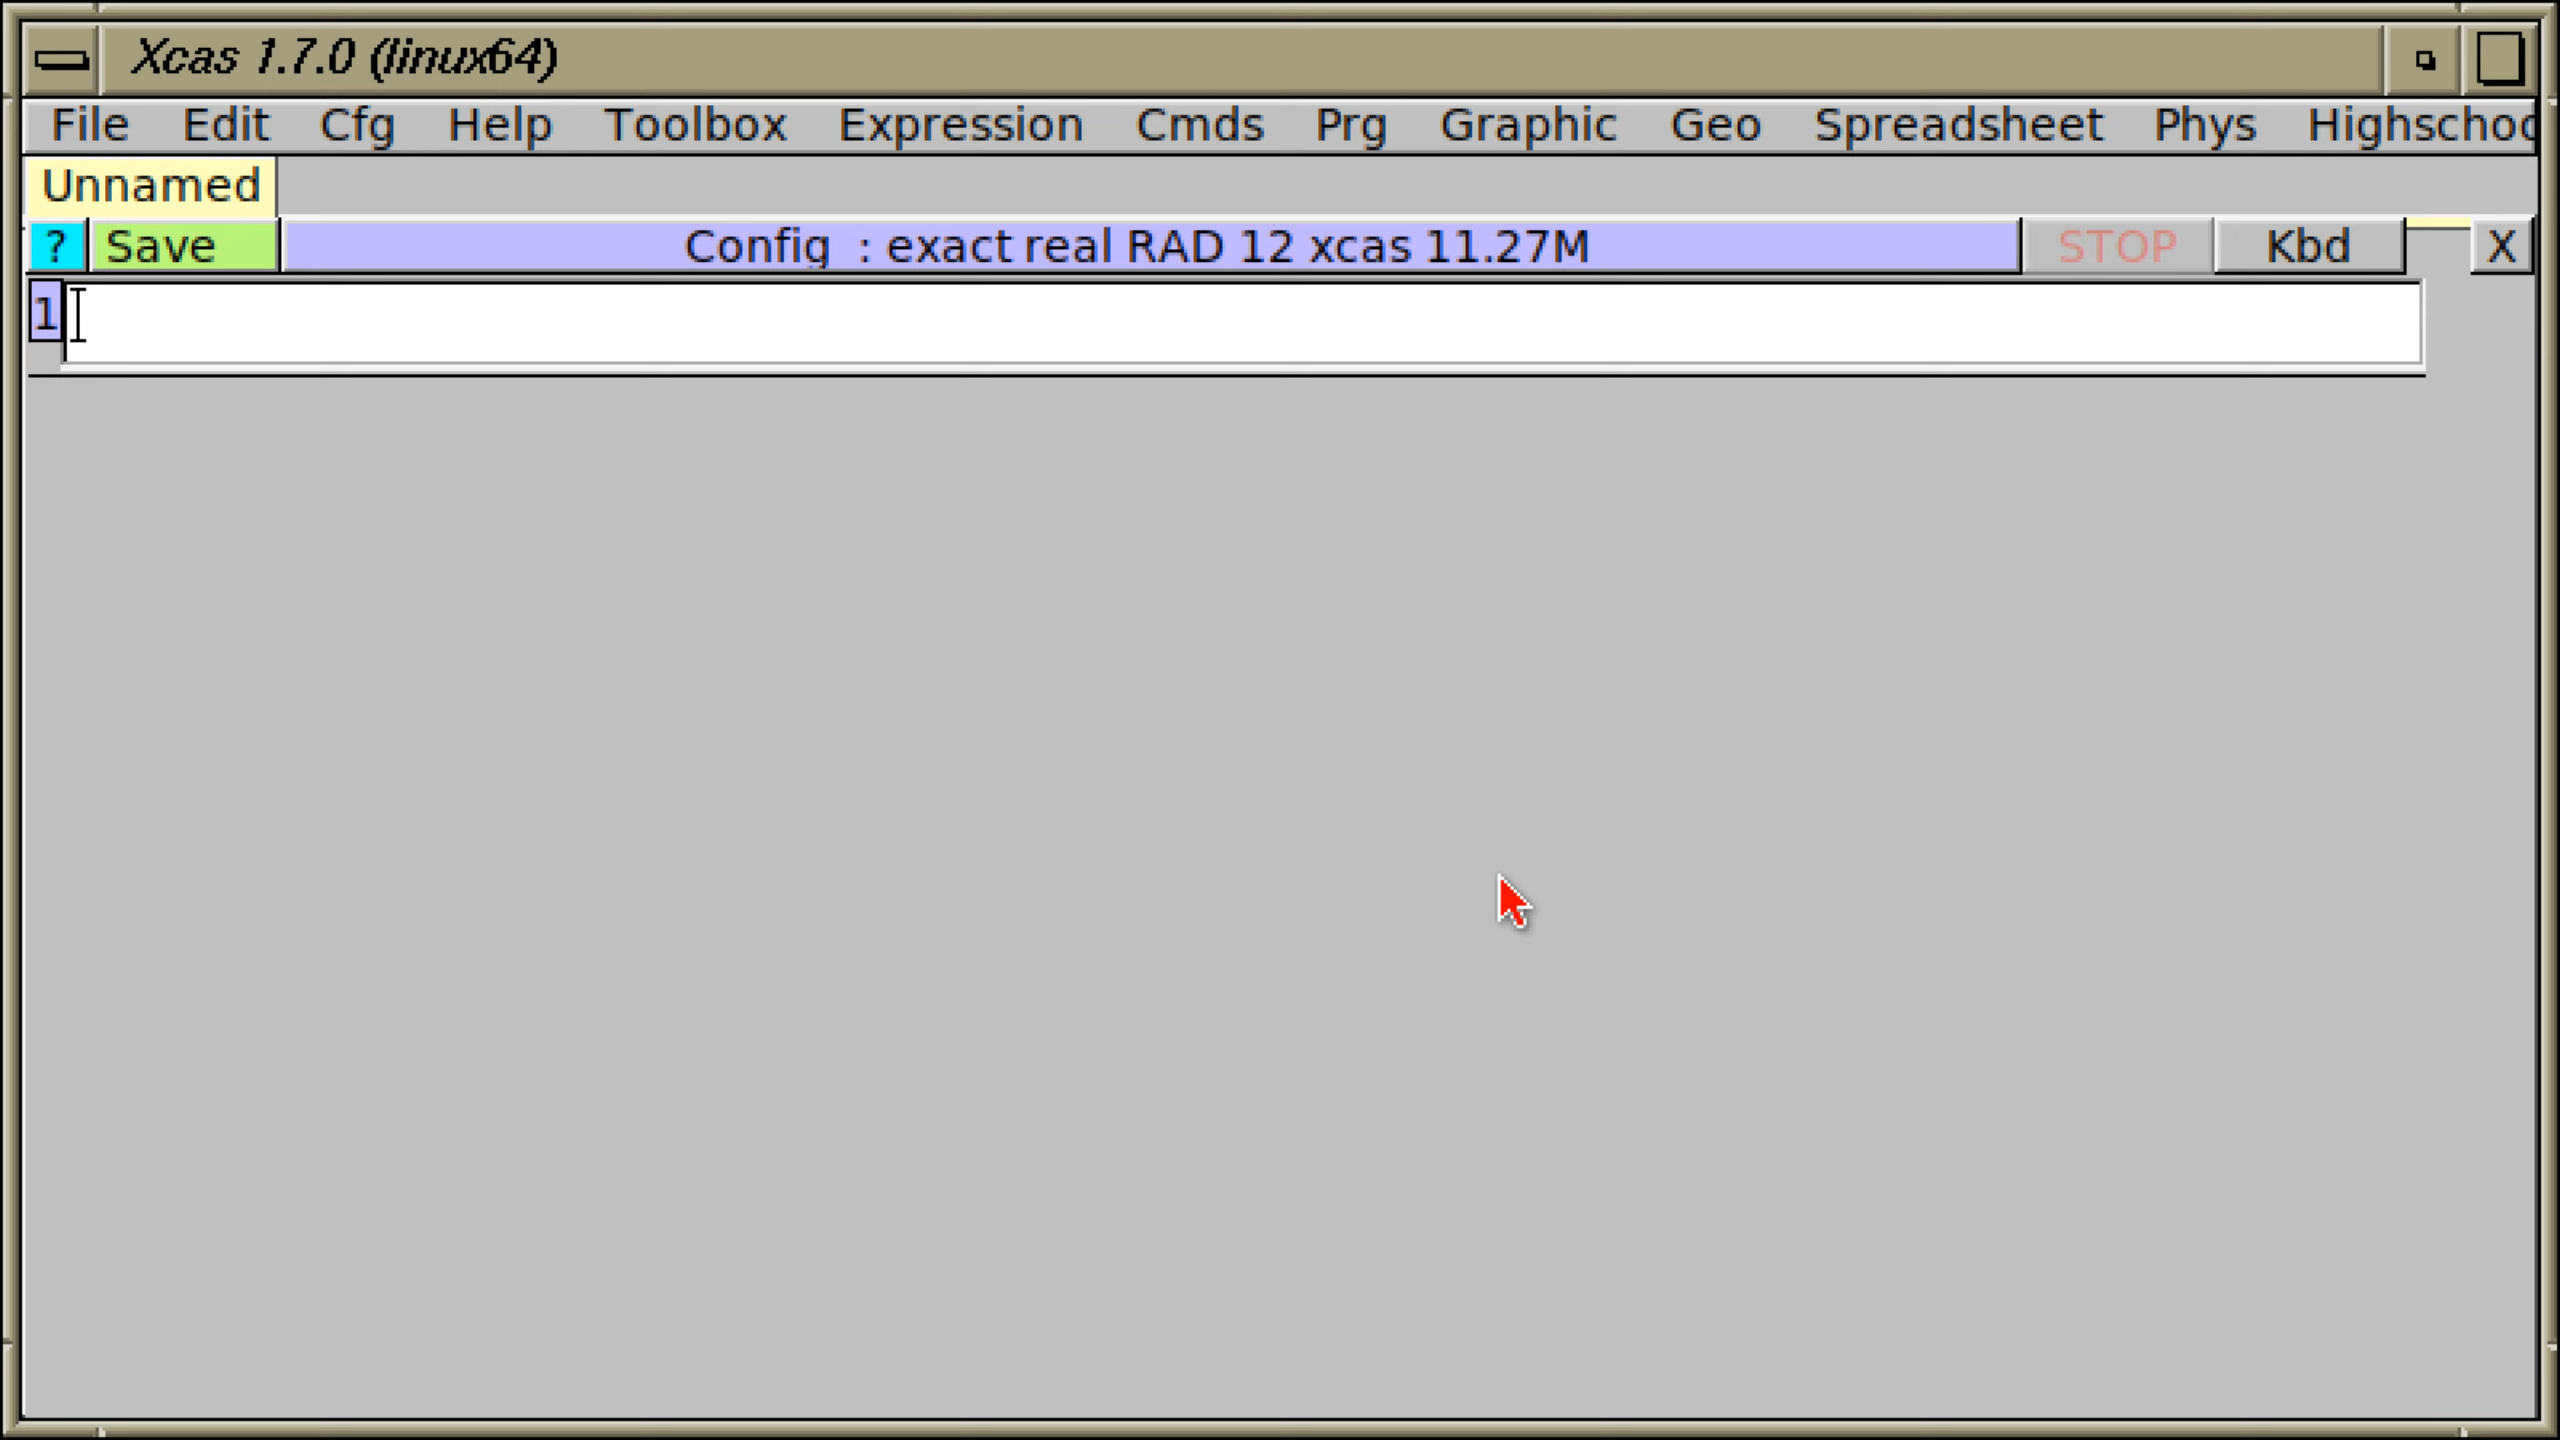 Xcas 1.7.0 (linux64)
File Edit Cfg Help Toolbox Expression Cmds Prg Graphic Geo Spreadsheet Phys Highschoo
Unnamed
? Save Config : exact real RAD 12 xcas 11.27M STOP Kbd X
1